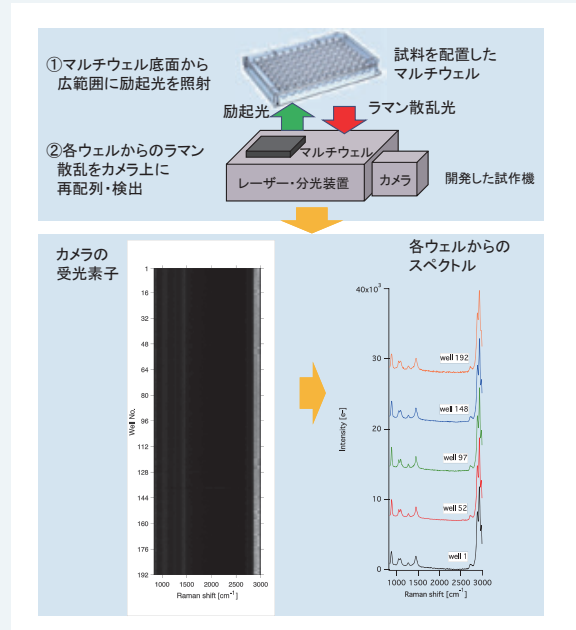 ①マルチウェル底面から
広範囲に励起光を照射
試料を配置した
マルチウェル
励起光
ラマン散乱光
②各ウェルからのラマン
散乱をカメラ上に
再配列・検出
マルチウェル
レーザー・分光装置
カメラ
開発した試作機
カメラの
受光素子
Well No.
1
16
32
48
64
80
96
112
128
144
160
176
192
1000 1500 2000 2500 3000
Raman shift [cm-1]
各ウェルからの
スペクトル
40x10³
30
20
10
0
Intensity [e-]
well 192
well 148
well 97
well 52
well 1
1000 1500 2000 2500 3000
Raman shift [cm-1]